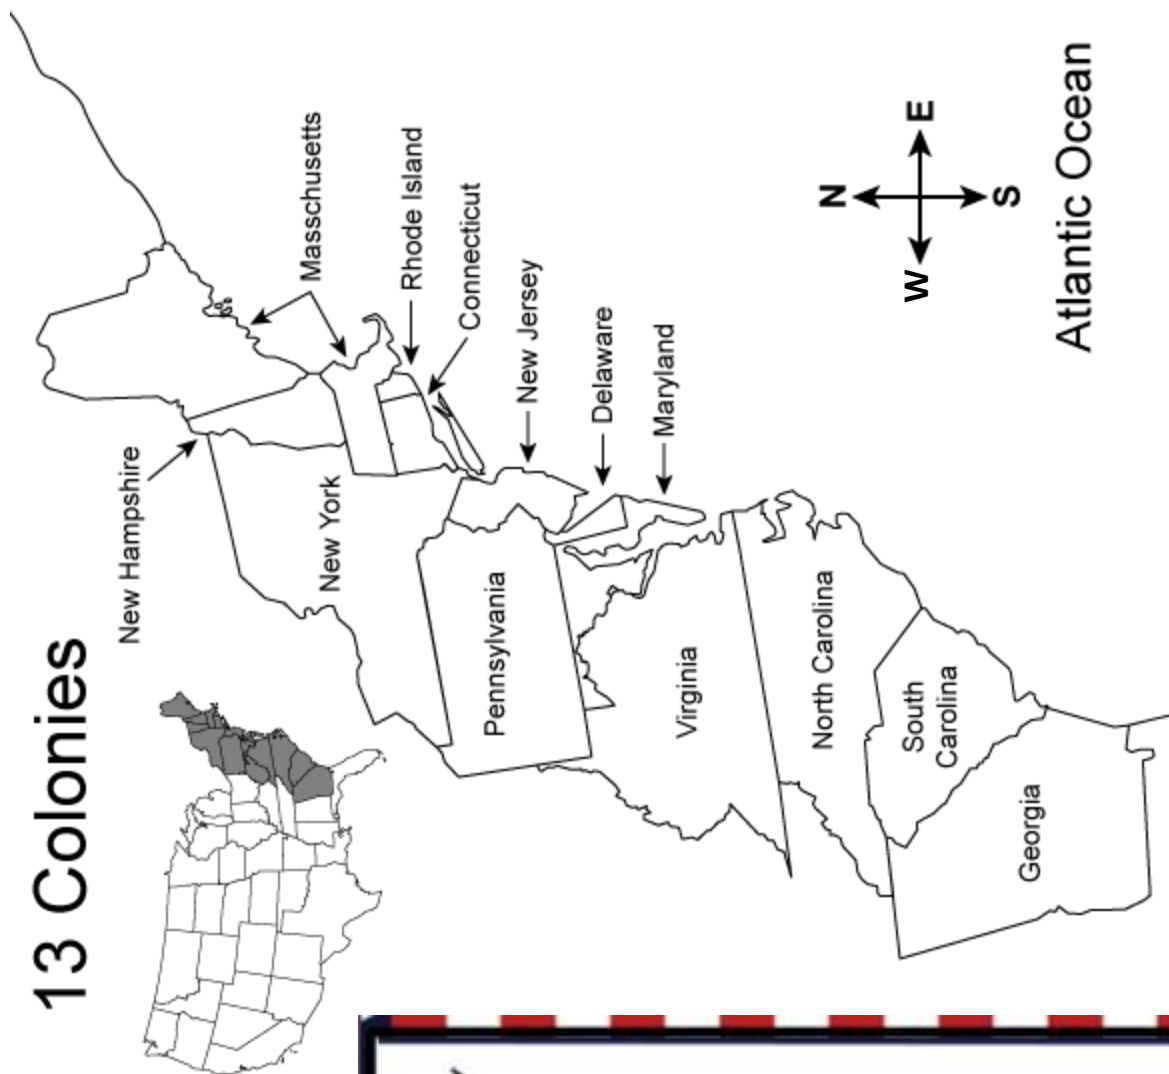 13 Colonies
New Hampshire
Masschusetts
Rhode Island
Connecticut
New York
New Jersey
Pennsylvania
Delaware
Maryland
Virginia
North Carolina
South
Carolina
Georgia
N
W
E
S
Atlantic Ocean